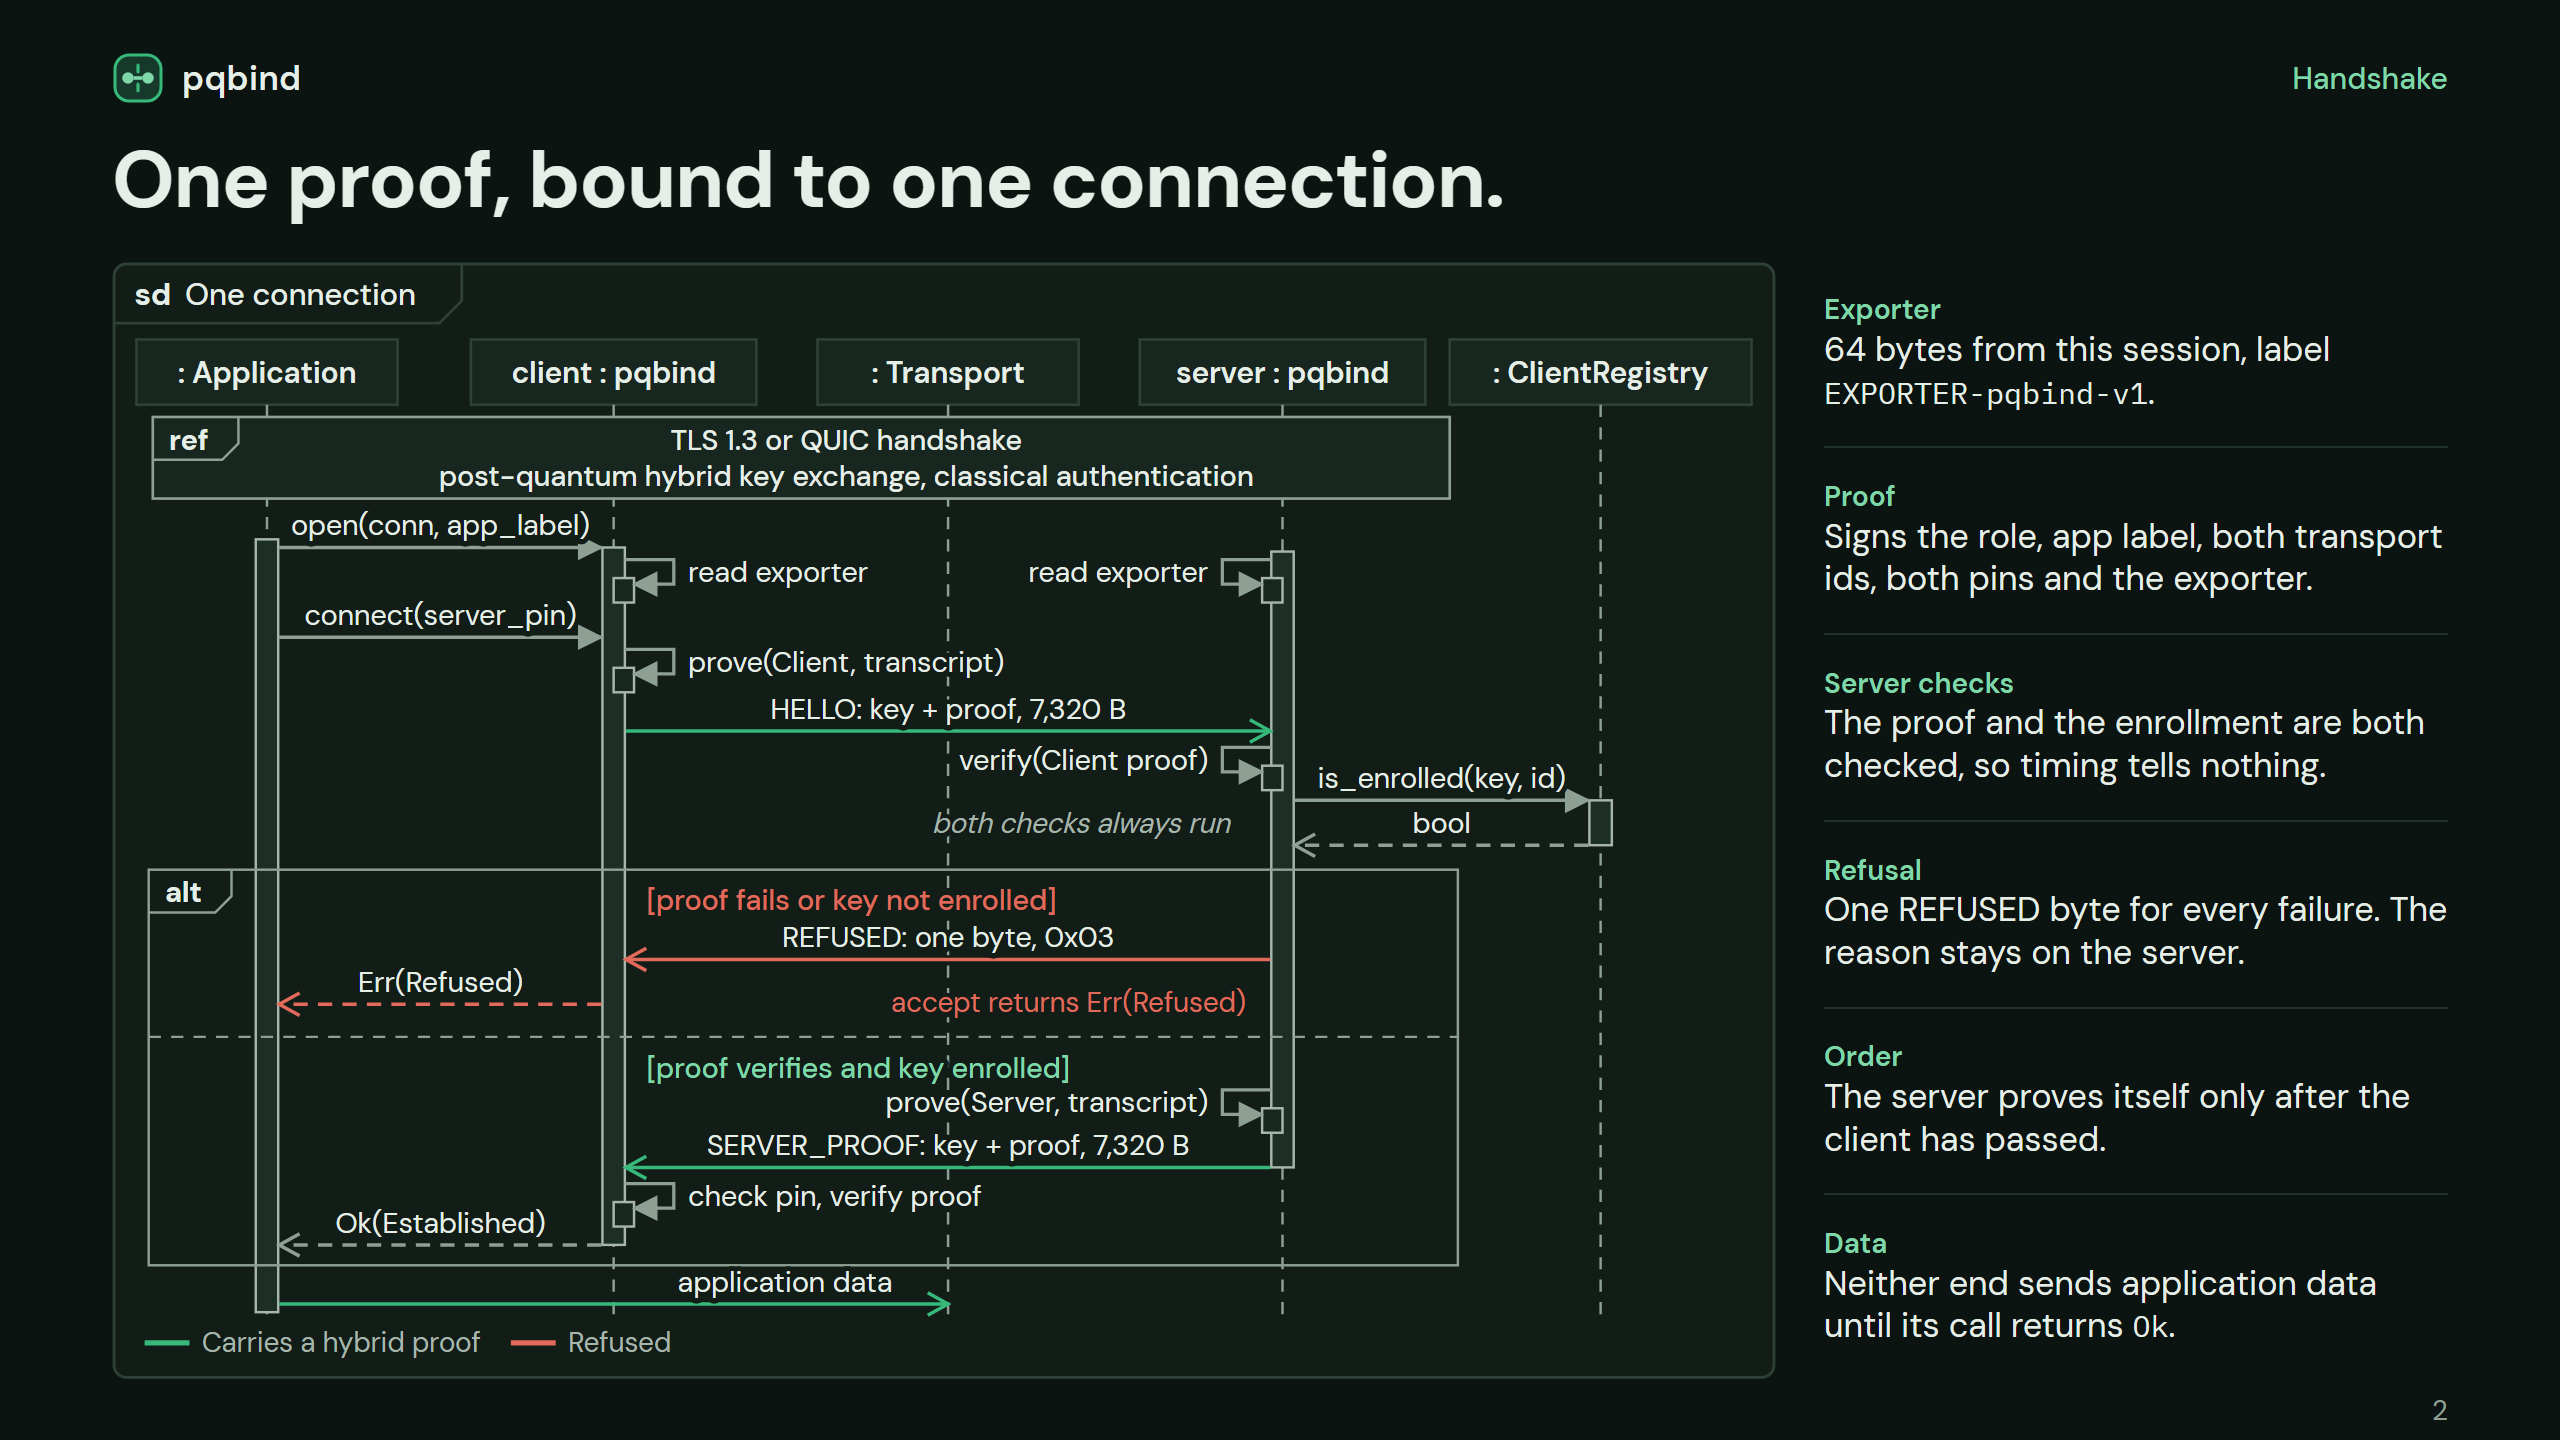 pqbind
Handshake
One proof, bound to one connection.
sd One connection
: Application
client : pqbind
: Transport
server : pqbind
: ClientRegistry
ref
TLS 1.3 or QUIC handshake
post-quantum hybrid key exchange, classical authentication
open(conn, app_label)
read exporter
read exporter
connect(server_pin)
prove(Client, transcript)
HELLO: key + proof, 7,320 B
verify(Client proof)
is_enrolled(key, id)
both checks always run
bool
alt
[proof fails or key not enrolled]
REFUSED: one byte, 0x03
Err(Refused)
accept returns Err(Refused)
[proof verifies and key enrolled]
prove(Server, transcript)
SERVER_PROOF: key + proof, 7,320 B
check pin, verify proof
Ok(Established)
application data
Carries a hybrid proof
Refused
Exporter
64 bytes from this session, label
EXPORTER-pqbind-v1.
Proof
Signs the role, app label, both transport
ids, both pins and the exporter.
Server checks
The proof and the enrollment are both
checked, so timing tells nothing.
Refusal
One REFUSED byte for every failure. The
reason stays on the server.
Order
The server proves itself only after the
client has passed.
Data
Neither end sends application data
until its call returns Ok.
2